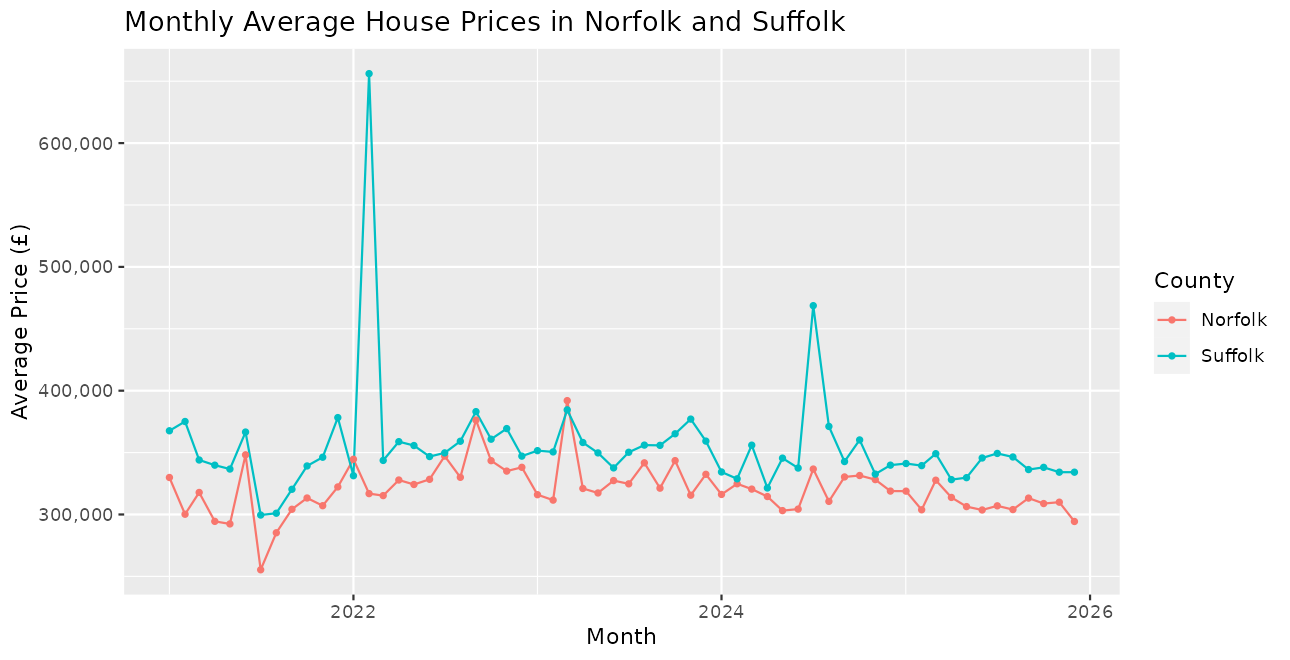 Monthly Average House Prices in Norfolk and Suffolk
Average Price (£)
600,000
500,000
400,000
300,000
2022
2024
2026
Month
County
Norfolk
Suffolk